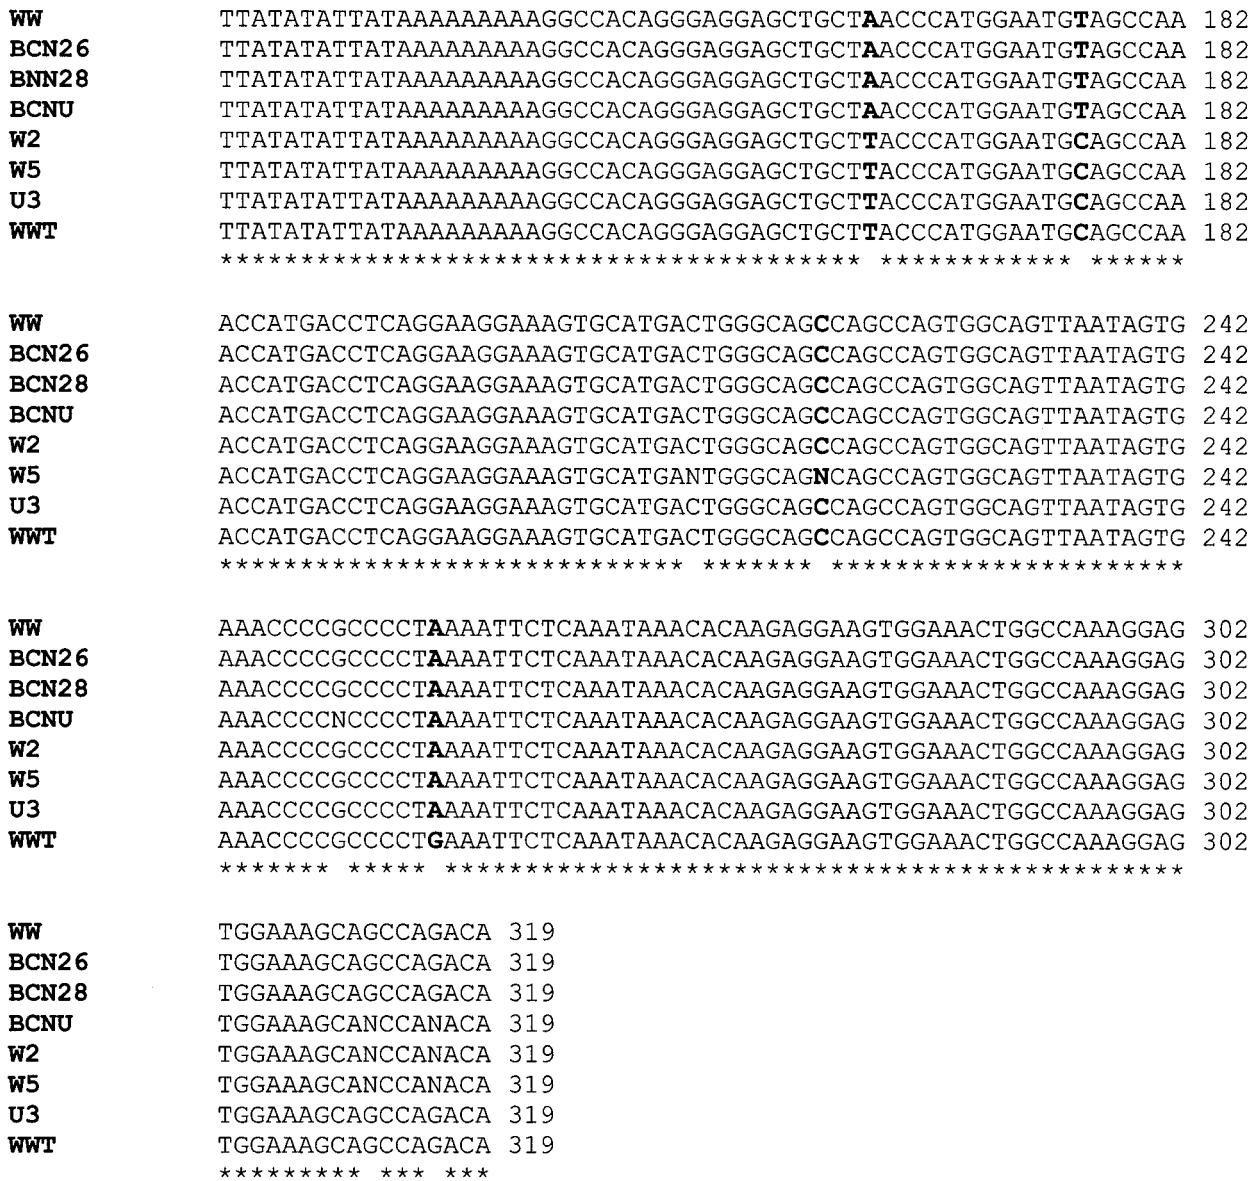 WW TTATATATTATAAAAAAAAAGGCCACAGGGAGGAGCTGCTAACCCATGGAATGTAGCCAA 182
BCN26 TTATATATTATAAAAAAAAAGGCCACAGGGAGGAGCTGCTAACCCATGGAATGTAGCCAA 182
BNN28 TTATATATTATAAAAAAAAAGGCCACAGGGAGGAGCTGCTAACCCATGGAATGTAGCCAA 182
BCNU TTATATATTATAAAAAAAAAGGCCACAGGGAGGAGCTGCTAACCCATGGAATGTAGCCAA 182
W2 TTATATATTATAAAAAAAAAGGCCACAGGGAGGAGCTGCTTACCCATGGAATGCAGCCAA 182
W5 TTATATATTATAAAAAAAAAGGCCACAGGGAGGAGCTGCTTACCCATGGAATGCAGCCAA 182
U3 TTATATATTATAAAAAAAAAGGCCACAGGGAGGAGCTGCTTACCCATGGAATGCAGCCAA 182
WWT TTATATATTATAAAAAAAAAGGCCACAGGGAGGAGCTGCTTACCCATGGAATGCAGCCAA 182
**************************************** ************ ******
WW ACCATGACCTCAGGAAGGAAAGTGCATGACTGGGCAGCCAGCCAGTGGCAGTTAATAGTG 242
BCN26 ACCATGACCTCAGGAAGGAAAGTGCATGACTGGGCAGCCAGCCAGTGGCAGTTAATAGTG 242
BCN28 ACCATGACCTCAGGAAGGAAAGTGCATGACTGGGCAGCCAGCCAGTGGCAGTTAATAGTG 242
BCNU ACCATGACCTCAGGAAGGAAAGTGCATGACTGGGCAGCCAGCCAGTGGCAGTTAATAGTG 242
W2 ACCATGACCTCAGGAAGGAAAGTGCATGACTGGGCAGCCAGCCAGTGGCAGTTAATAGTG 242
W5 ACCATGACCTCAGGAAGGAAAGTGCATGANTGGGCAGNCAGCCAGTGGCAGTTAATAGTG 242
U3 ACCATGACCTCAGGAAGGAAAGTGCATGACTGGGCAGCCAGCCAGTGGCAGTTAATAGTG 242
WWT ACCATGACCTCAGGAAGGAAAGTGCATGACTGGGCAGCCAGCCAGTGGCAGTTAATAGTG 242
***************************** ******* **********************
WW AAACCCCGCCCCTAAAATTCTCAAATAAACACAAGAGGAAGTGGAAACTGGCCAAAGGAG 302
BCN26 AAACCCCGCCCCTAAAATTCTCAAATAAACACAAGAGGAAGTGGAAACTGGCCAAAGGAG 302
BCN28 AAACCCCGCCCCTAAAATTCTCAAATAAACACAAGAGGAAGTGGAAACTGGCCAAAGGAG 302
BCNU AAACCCCNCCCCTAAAATTCTCAAATAAACACAAGAGGAAGTGGAAACTGGCCAAAGGAG 302
W2 AAACCCCGCCCCTAAAATTCTCAAATAAACACAAGAGGAAGTGGAAACTGGCCAAAGGAG 302
W5 AAACCCCGCCCCTAAAATTCTCAAATAAACACAAGAGGAAGTGGAAACTGGCCAAAGGAG 302
U3 AAACCCCGCCCCTAAAATTCTCAAATAAACACAAGAGGAAGTGGAAACTGGCCAAAGGAG 302
WWT AAACCCCGCCCCTGAAATTCTCAAATAAACACAAGAGGAAGTGGAAACTGGCCAAAGGAG 302
******* ***** **********************************************
WW TGGAAAGCAGCCAGACA 319
BCN26 TGGAAAGCAGCCAGACA 319
BCN28 TGGAAAGCAGCCAGACA 319
BCNU TGGAAAGCANCCANACA 319
W2 TGGAAAGCANCCANACA 319
W5 TGGAAAGCANCCANACA 319
U3 TGGAAAGCAGCCAGACA 319
WWT TGGAAAGCAGCCAGACA 319
********* *** ***